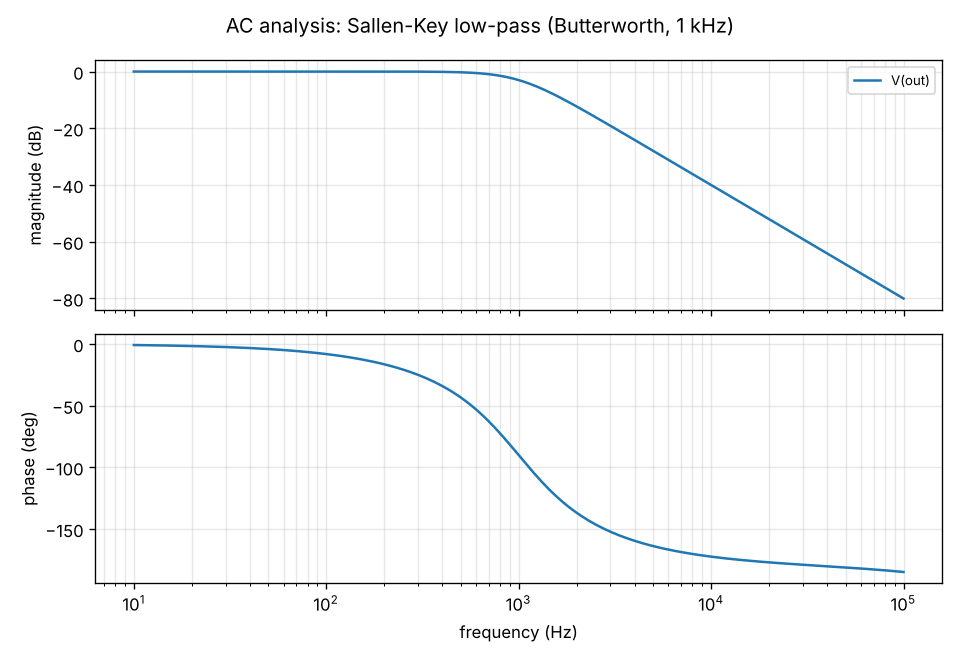 AC analysis: Sallen-Key low-pass (Butterworth, 1 kHz)
magnitude (dB)
0
−20
−40
−60
−80
V(out)
phase (deg)
0
−50
−100
−150
10¹ 10² 10³ 10⁴ 10⁵
frequency (Hz)